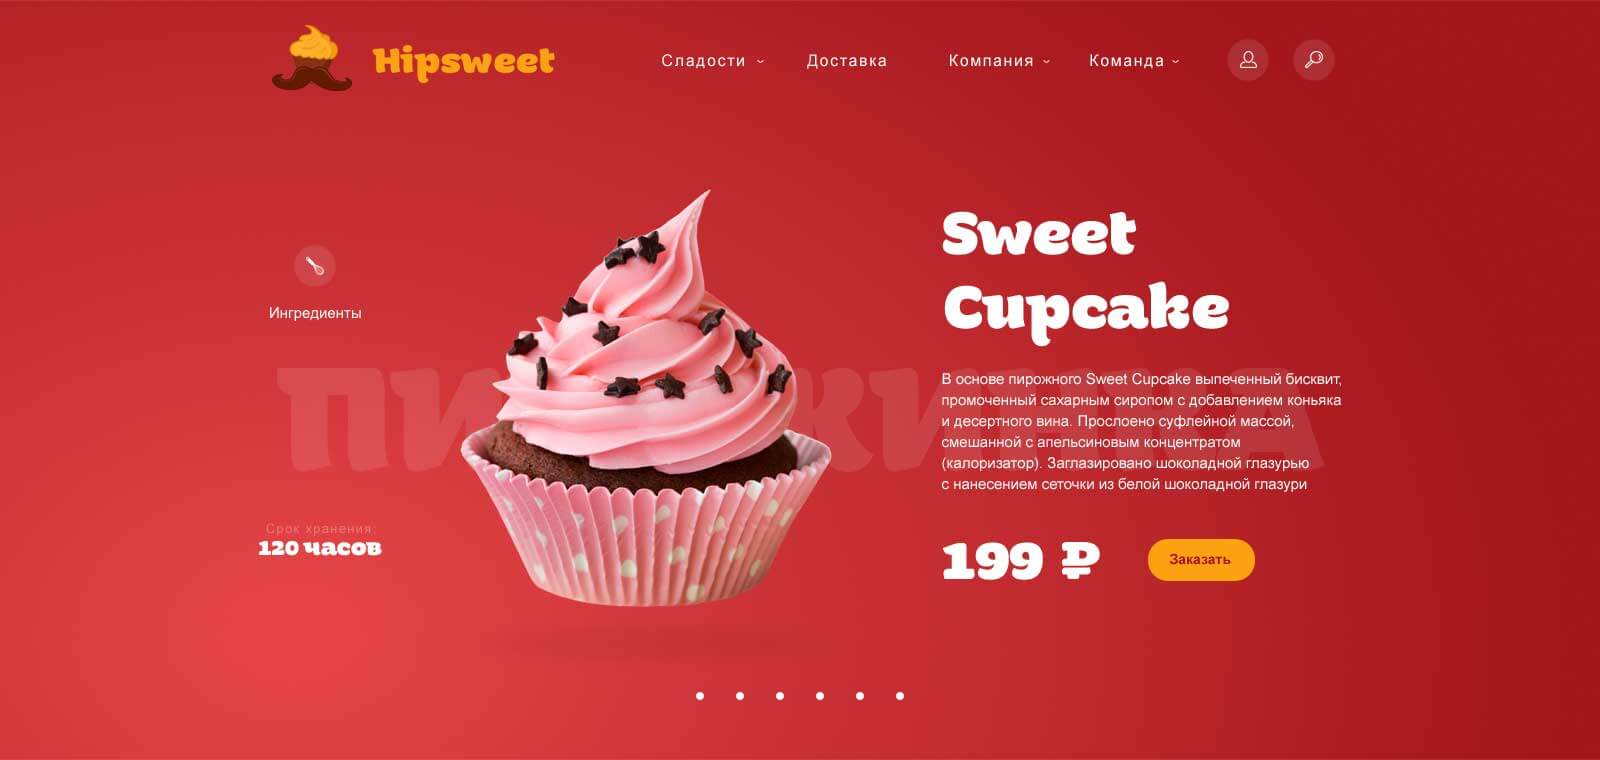 Hipsweet
Сладости
Доставка
Компания
Команда
Sweet
Cupcake
Ингредиенты
В основе пирожного Sweet Cupcake выпеченный бисквит,
промоченный сахарным сиропом с добавлением коньяка
и десертного вина. Прослоено суфлейной массой,
смешанной с апельсиновым концентратом
(калоризатор). Заглазировано шоколадной глазурью
с нанесением сеточки из белой шоколадной глазури
Срок хранения:
120 часов
199 ₽
Заказать